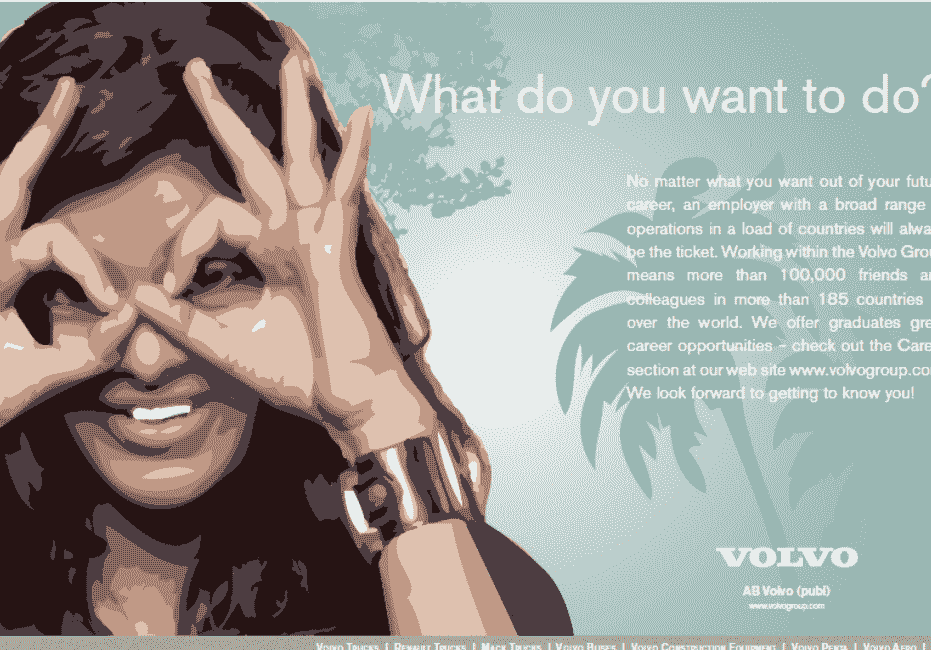 What do you want to do?
No matter what you want out of your futu
career, an employer with a broad range
operations in a load of countries will alwa
be the ticket. Working within the Volvo Grou
means more than 100,000 friends an
colleagues in more than 185 countries
over the world. We offer graduates gre
career opportunities – check out the Care
section at our web site www.volvogroup.co
We look forward to getting to know you!
VOLVO
AB Volvo (publ)
www.volvogroup.com
Volvo Trucks | Renault Trucks | Mack Trucks | Volvo Buses | Volvo Construction Equipment | Volvo Penta | Volvo Aero |